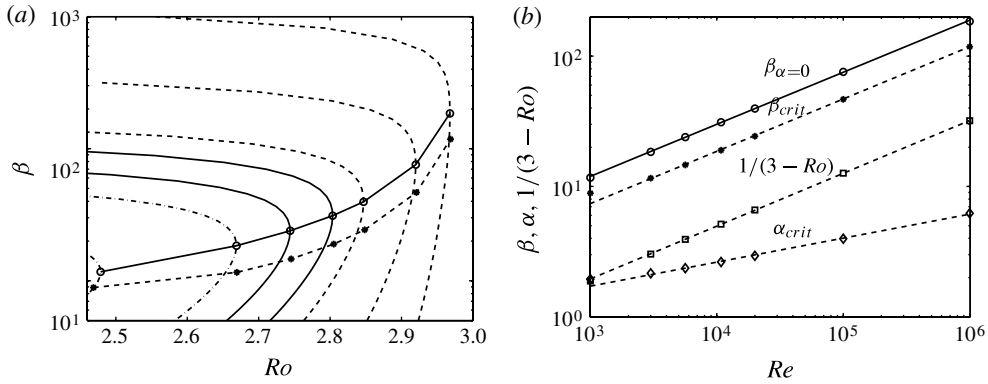 (a)
10³
10²
10¹
β
2.5 2.6 2.7 2.8 2.9 3.0
Ro
(b)
10²
10¹
10⁰
β, α, 1/(3 − Ro)
β_{α=0}
β_{crit}
1/(3 − Ro)
α_{crit}
10³ 10⁴ 10⁵ 10⁶
Re